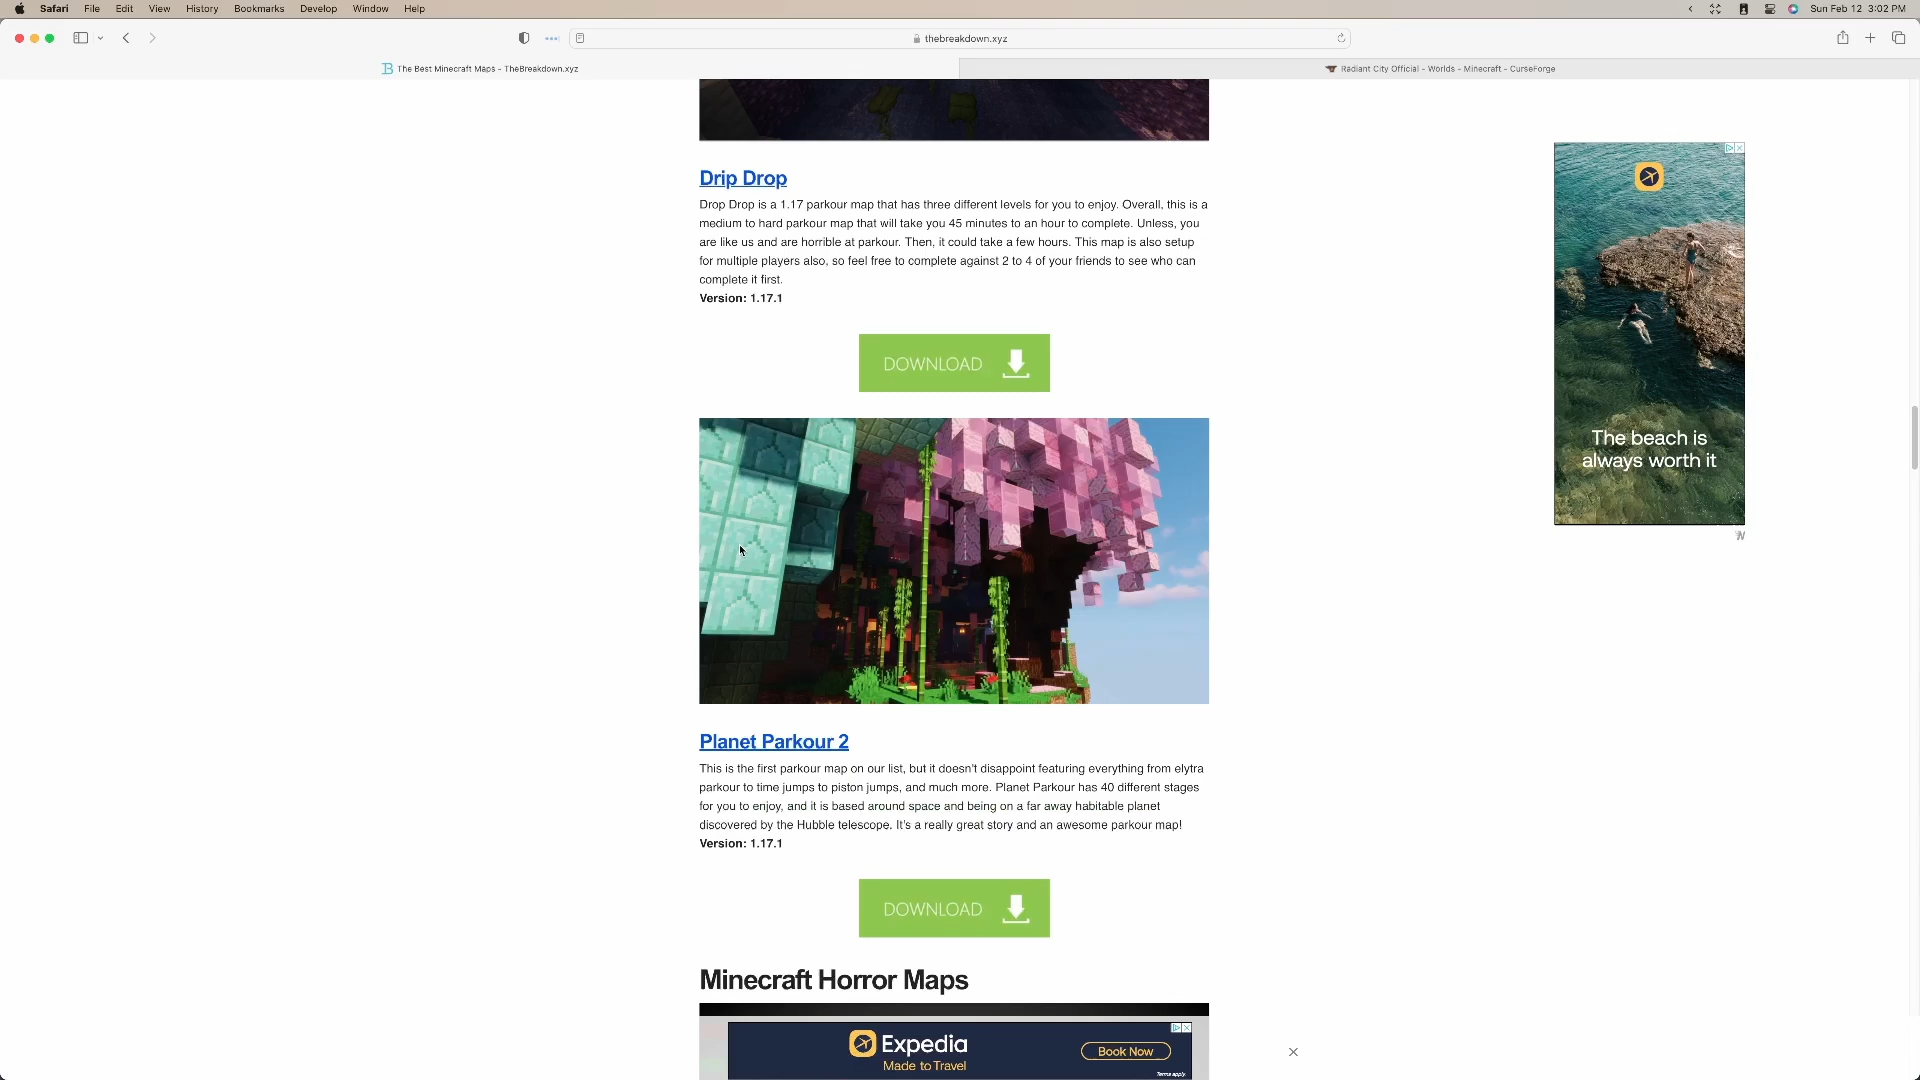 Safari File Edit View History Bookmarks Develop Window Help
Sun Feb 12 3:02 PM
thebreakdown.xyz
The Best Minecraft Maps - TheBreakdown.xyz
Radiant City Official - Worlds - Minecraft - CurseForge
Drip Drop
Drop Drop is a 1.17 parkour map that has three different levels for you to enjoy. Overall, this is a
medium to hard parkour map that will take you 45 minutes to an hour to complete. Unless, you
are like us and are horrible at parkour. Then, it could take a few hours. This map is also setup
for multiple players also, so feel free to complete against 2 to 4 of your friends to see who can
complete it first.
Version: 1.17.1
DOWNLOAD
The beach is
always worth it
Planet Parkour 2
This is the first parkour map on our list, but it doesn't disappoint featuring everything from elytra
parkour to time jumps to piston jumps, and much more. Planet Parkour has 40 different stages
for you to enjoy, and it is based around space and being on a far away habitable planet
discovered by the Hubble telescope. It's a really great story and an awesome parkour map!
Version: 1.17.1
DOWNLOAD
Minecraft Horror Maps
Expedia
Made to Travel
Book Now
Terms apply.